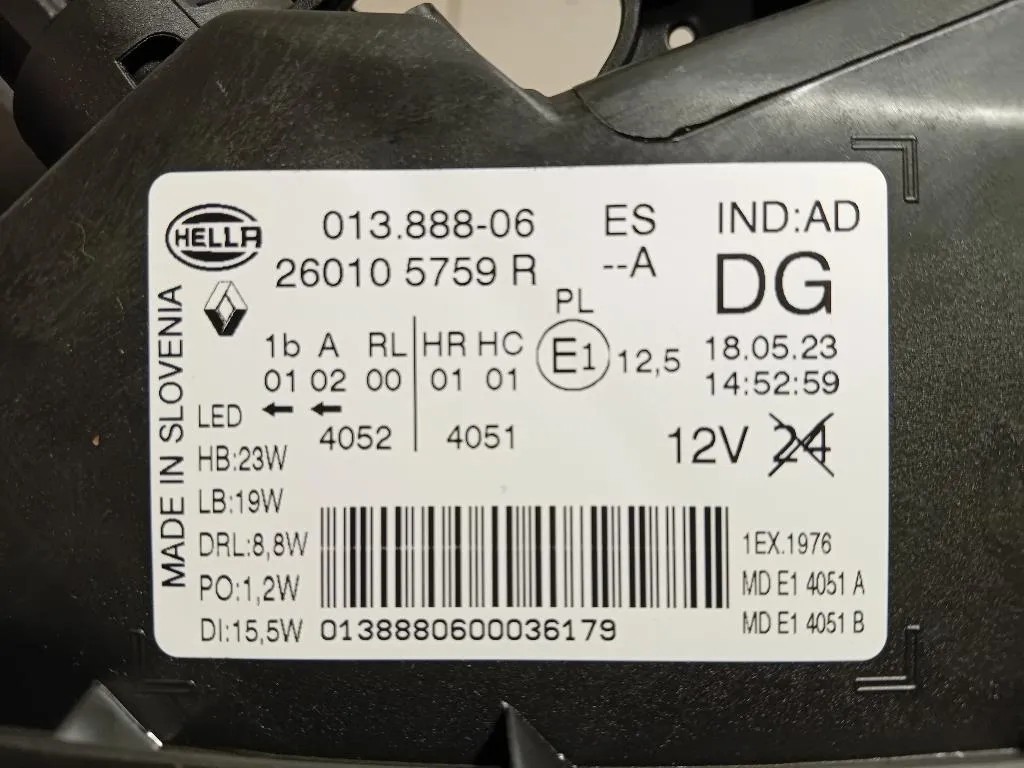 HELLA
013.888-06
ES
IND:AD
26010 5759 R
--A
DG
MADE IN SLOVENIA
PL
1b A RL HR HC
E1
12,5
18.05.23
01 02 00 01 01
14:52:59
LED
4052
4051
12V 24
HB:23W
LB:19W
DRL:8,8W
PO:1,2W
DI:15,5W
0138880600036179
1EX.1976
MD E1 4051 A
MD E1 4051 B